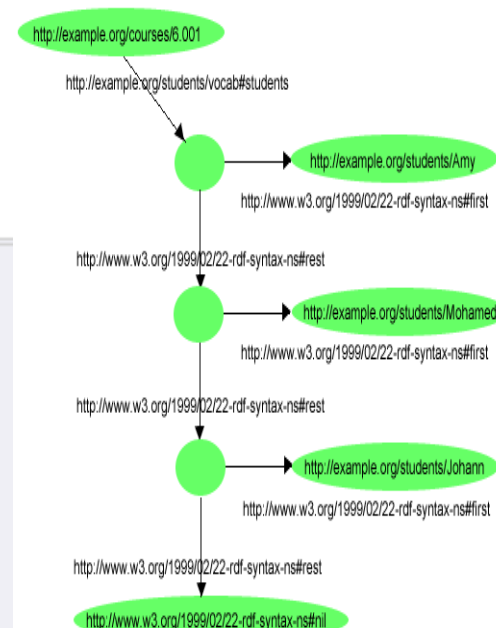 http://example.org/courses/6.001
http://example.org/students/vocab#students
http://example.org/students/Amy
http://www.w3.org/1999/02/22-rdf-syntax-ns#first
http://www.w3.org/1999/02/22-rdf-syntax-ns#rest
http://example.org/students/Mohamed
http://www.w3.org/1999/02/22-rdf-syntax-ns#first
http://www.w3.org/1999/02/22-rdf-syntax-ns#rest
http://example.org/students/Johann
http://www.w3.org/1999/02/22-rdf-syntax-ns#first
http://www.w3.org/1999/02/22-rdf-syntax-ns#rest
http://www.w3.org/1999/02/22-rdf-syntax-ns#nil